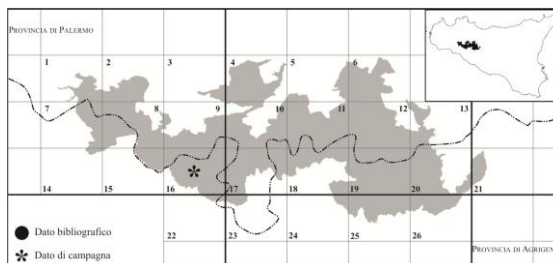 PROVINCIA DI PALERMO
1 2 3 4 5 6
7 8 9 10 11 12 13
14 15 16 17 18 19 20 21
Dato bibliografico
22 23 24 25 26
PROVINCIA DI AGRIGEN
Dato di campagna